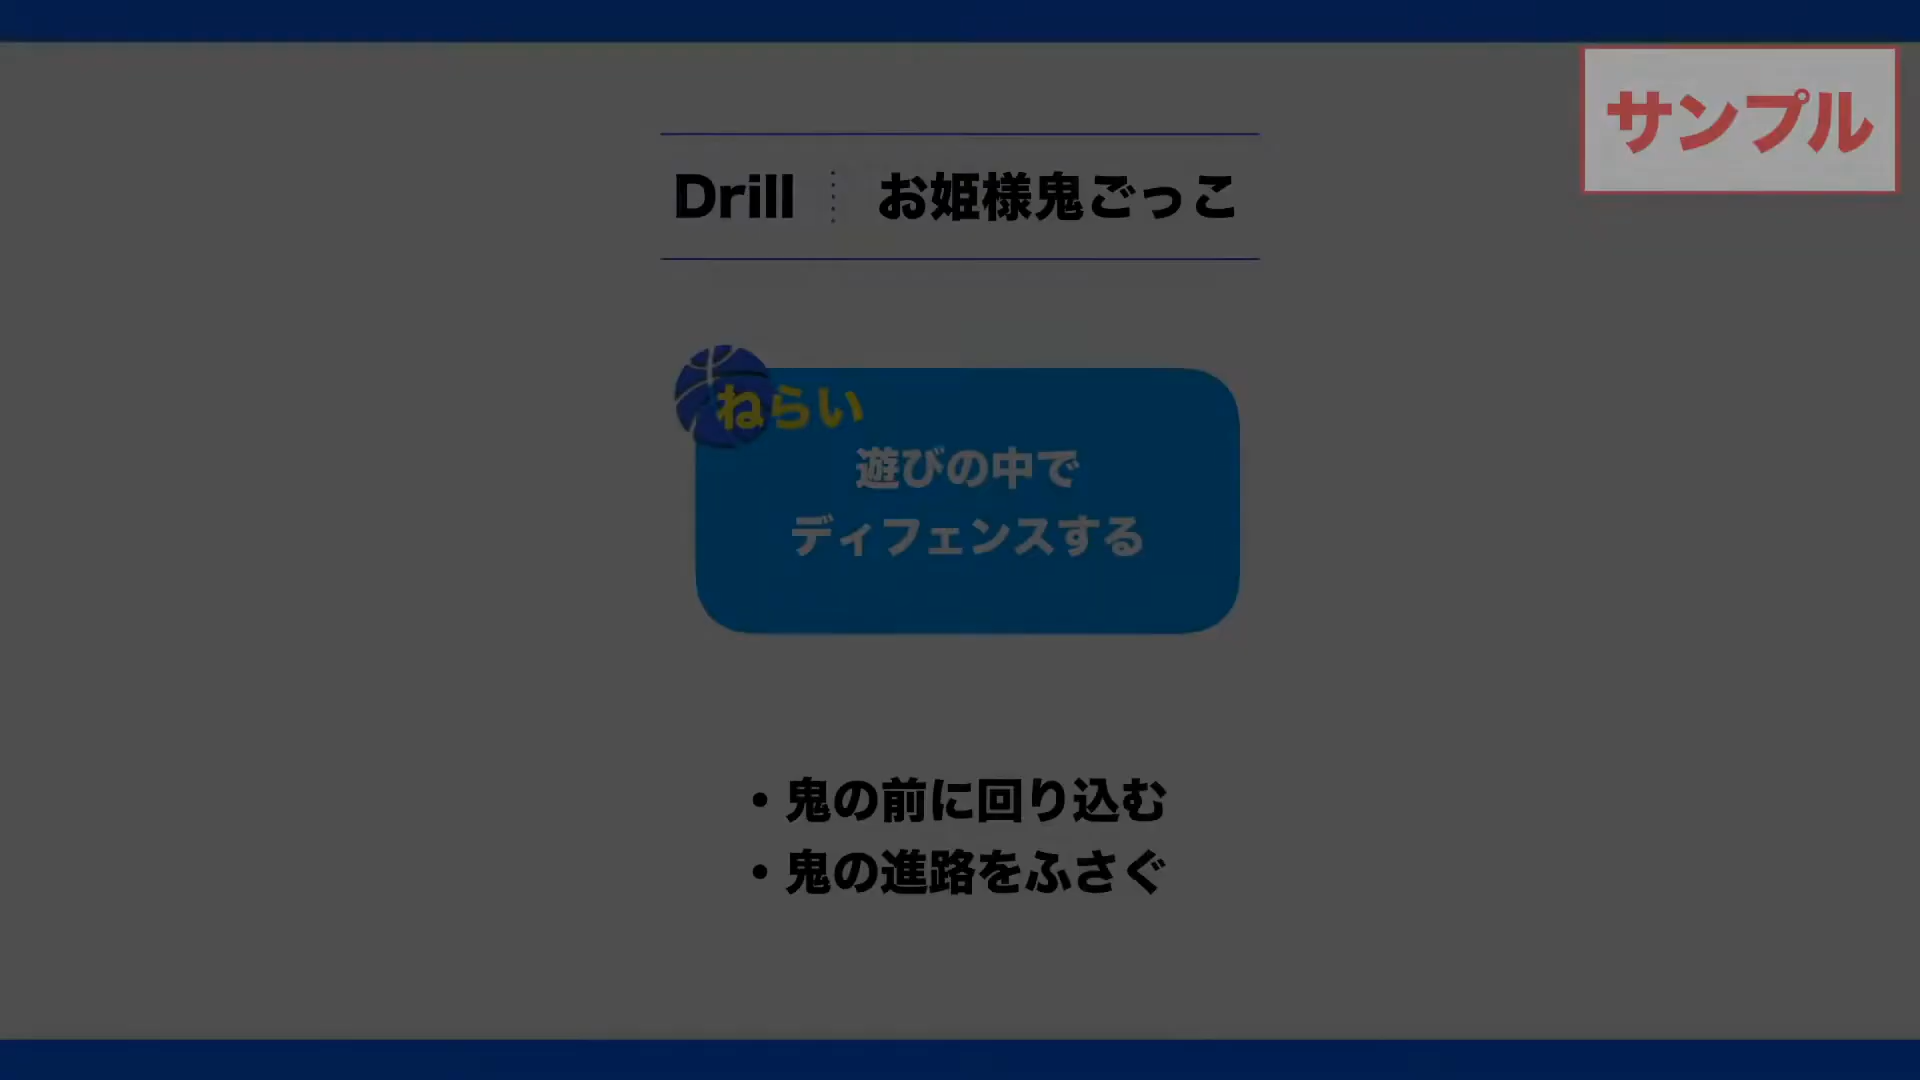 サンプル
Drill お姫様鬼ごっこ
ねらい
遊びの中で
ディフェンスする
・鬼の前に回り込む
・鬼の進路をふさぐ